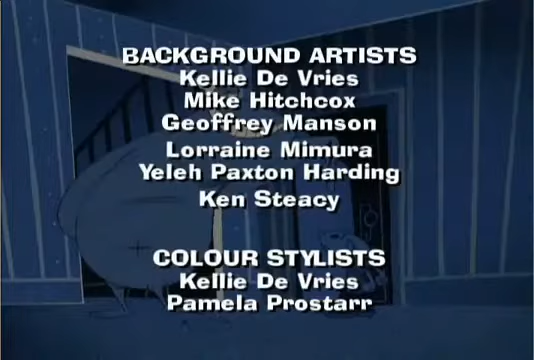 BACKGROUND ARTISTS
Kellie De Vries
Mike Hitchcox
Geoffrey Manson
Lorraine Mimura
Yeleh Paxton Harding
Ken Steacy
COLOUR STYLISTS
Kellie De Vries
Pamela Prostarr